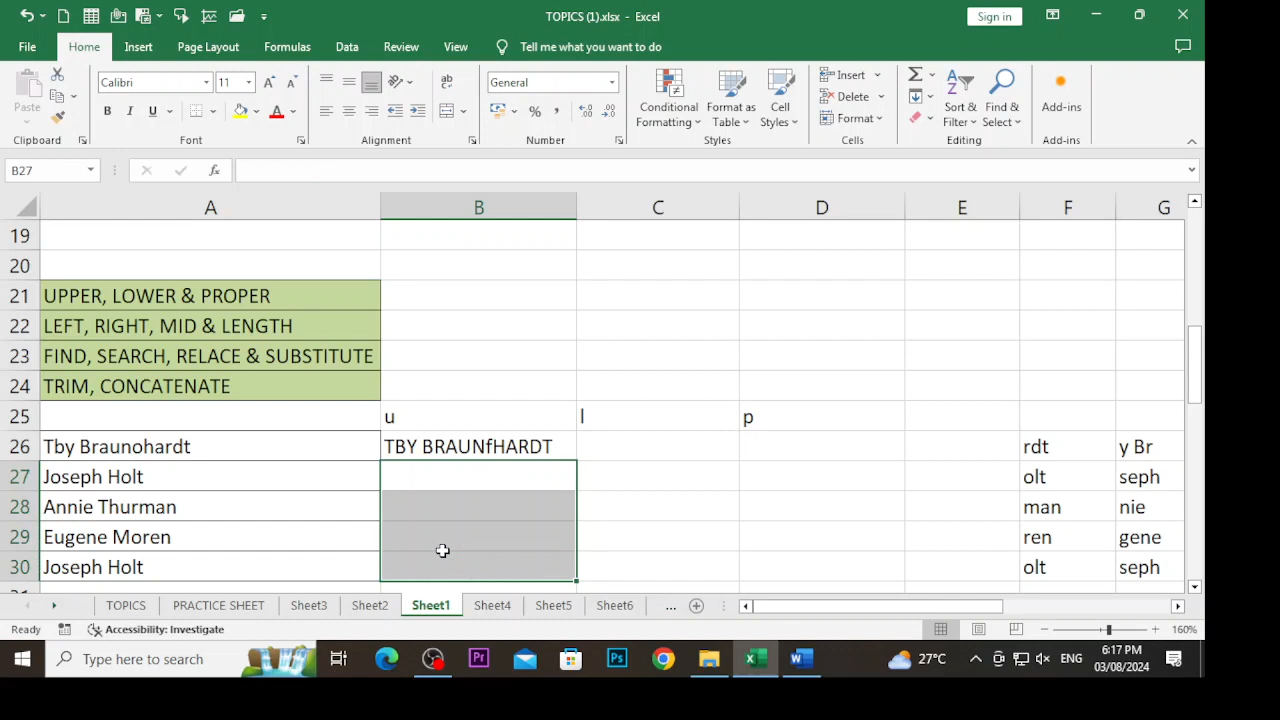 TOPICS (1).xlsx - Excel
Sign in
File Home Insert Page Layout Formulas Data Review View Tell me what you want to do
Paste
Clipboard
Calibri 11
B I U
Font
ab
Alignment
General
% ,
Number
Conditional Formatting
Format as Table
Cell Styles
Styles
Insert
Delete
Format
Cells
Sort & Filter
Find & Select
Editing
Add-ins
Add-ins
B27 fx
A B C D E F G
19
20
21 UPPER, LOWER & PROPER
22 LEFT, RIGHT, MID & LENGTH
23 FIND, SEARCH, RELACE & SUBSTITUTE
24 TRIM, CONCATENATE
25 u l p
26 Tby Braunohardt TBY BRAUNfHARDT rdt y Br
27 Joseph Holt olt seph
28 Annie Thurman man nie
29 Eugene Moren ren gene
30 Joseph Holt olt seph
TOPICS PRACTICE SHEET Sheet3 Sheet2 Sheet1 Sheet4 Sheet5 Sheet6 ...
Ready Accessibility: Investigate 160%
Type here to search Pr Ps 27°C ENG 6:17 PM
03/08/2024